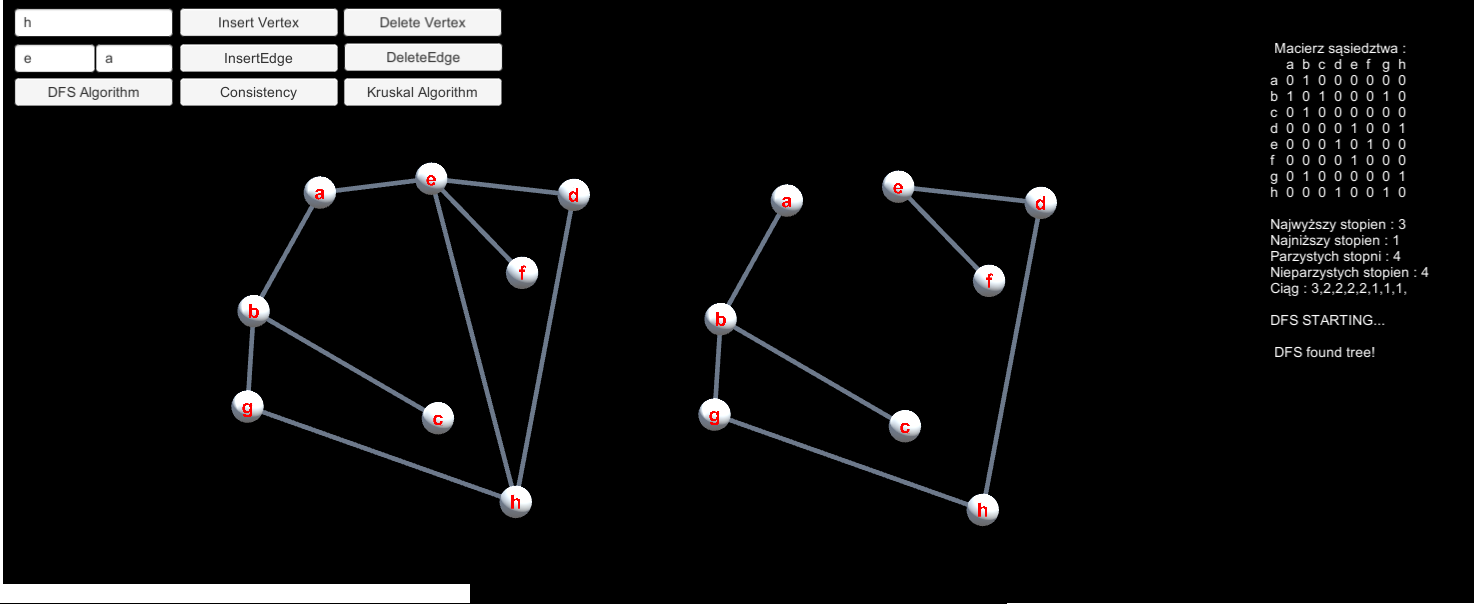 h
Insert Vertex
Delete Vertex
e
a
InsertEdge
DeleteEdge
DFS Algorithm
Consistency
Kruskal Algorithm
a
e
d
f
b
g
c
h
a
e
d
f
b
g
c
h
Macierz sąsiedztwa :
a b c d e f g h
a 0 1 0 0 0 0 0 0
b 1 0 1 0 0 0 1 0
c 0 1 0 0 0 0 0 0
d 0 0 0 0 1 0 0 1
e 0 0 0 1 0 1 0 0
f 0 0 0 0 1 0 0 0
g 0 1 0 0 0 0 0 1
h 0 0 0 1 0 0 1 0
Najwyższy stopien : 3
Najniższy stopien : 1
Parzystych stopni : 4
Nieparzystych stopien : 4
Ciąg : 3,2,2,2,2,1,1,1,
DFS STARTING...
DFS found tree!